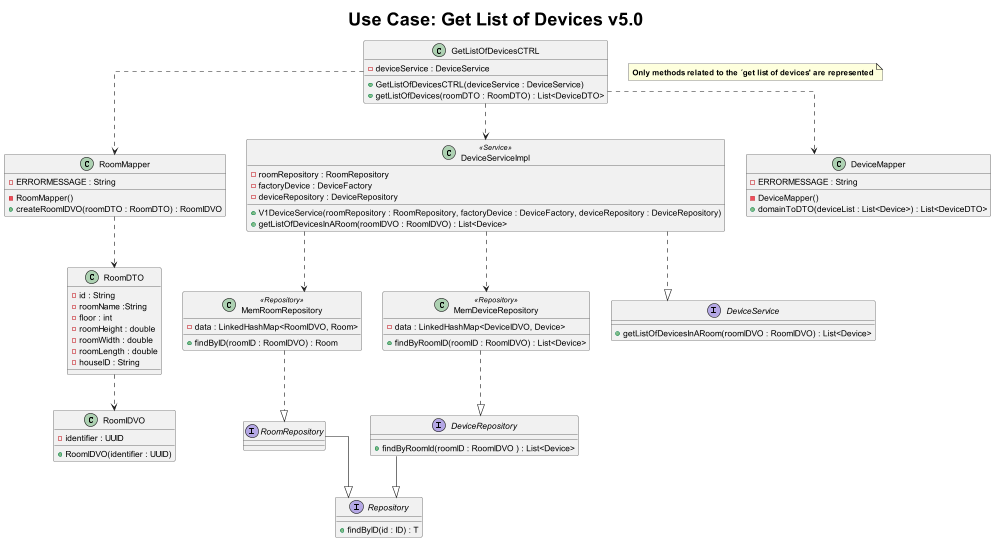 Use Case: Get List of Devices v5.0
C GetListOfDevicesCTRL
deviceService : DeviceService
GetListOfDevicesCTRL(deviceService : DeviceService)
getListOfDevices(roomDTO : RoomDTO) : List<DeviceDTO>
Only methods related to the ´get list of devices' are represented
C RoomMapper
ERRORMESSAGE : String
RoomMapper()
createRoomIDVO(roomDTO : RoomDTO) : RoomIDVO
C «Service»
DeviceServiceImpl
roomRepository : RoomRepository
factoryDevice : DeviceFactory
deviceRepository : DeviceRepository
V1DeviceService(roomRepository : RoomRepository, factoryDevice : DeviceFactory, deviceRepository : DeviceRepository)
getListOfDevicesInARoom(roomIDVO : RoomIDVO) : List<Device>
C DeviceMapper
ERRORMESSAGE : String
DeviceMapper()
domainToDTO(deviceList : List<Device>) : List<DeviceDTO>
C RoomDTO
id : String
roomName :String
floor : int
roomHeight : double
roomWidth : double
roomLength : double
houseID : String
C «Repository»
MemRoomRepository
data : LinkedHashMap<RoomIDVO, Room>
findByID(roomID : RoomIDVO) : Room
C «Repository»
MemDeviceRepository
data : LinkedHashMap<DeviceIDVO, Device>
findByRoomID(roomID : RoomIDVO) : List<Device>
I DeviceService
getListOfDevicesInARoom(roomIDVO : RoomIDVO) : List<Device>
C RoomIDVO
identifier : UUID
RoomIDVO(identifier : UUID)
I RoomRepository
I DeviceRepository
findByRoomId(roomID : RoomIDVO ) : List<Device>
I Repository
findByID(id : ID) : T